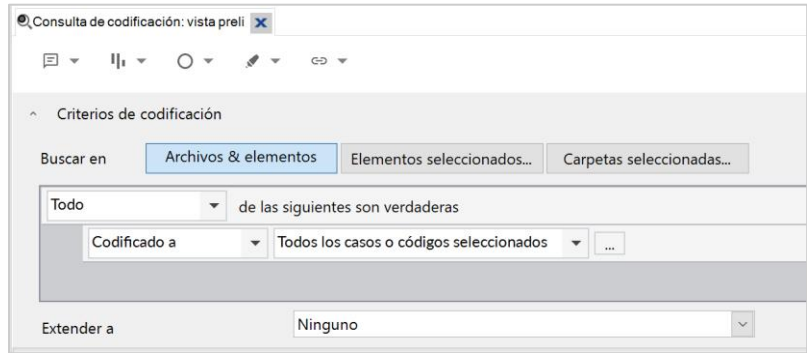 Consulta de codificación: vista preli
Criterios de codificación
Buscar en Archivos & elementos Elementos seleccionados... Carpetas seleccionadas...
Todo de las siguientes son verdaderas
Codificado a Todos los casos o códigos seleccionados ...
Extender a Ninguno